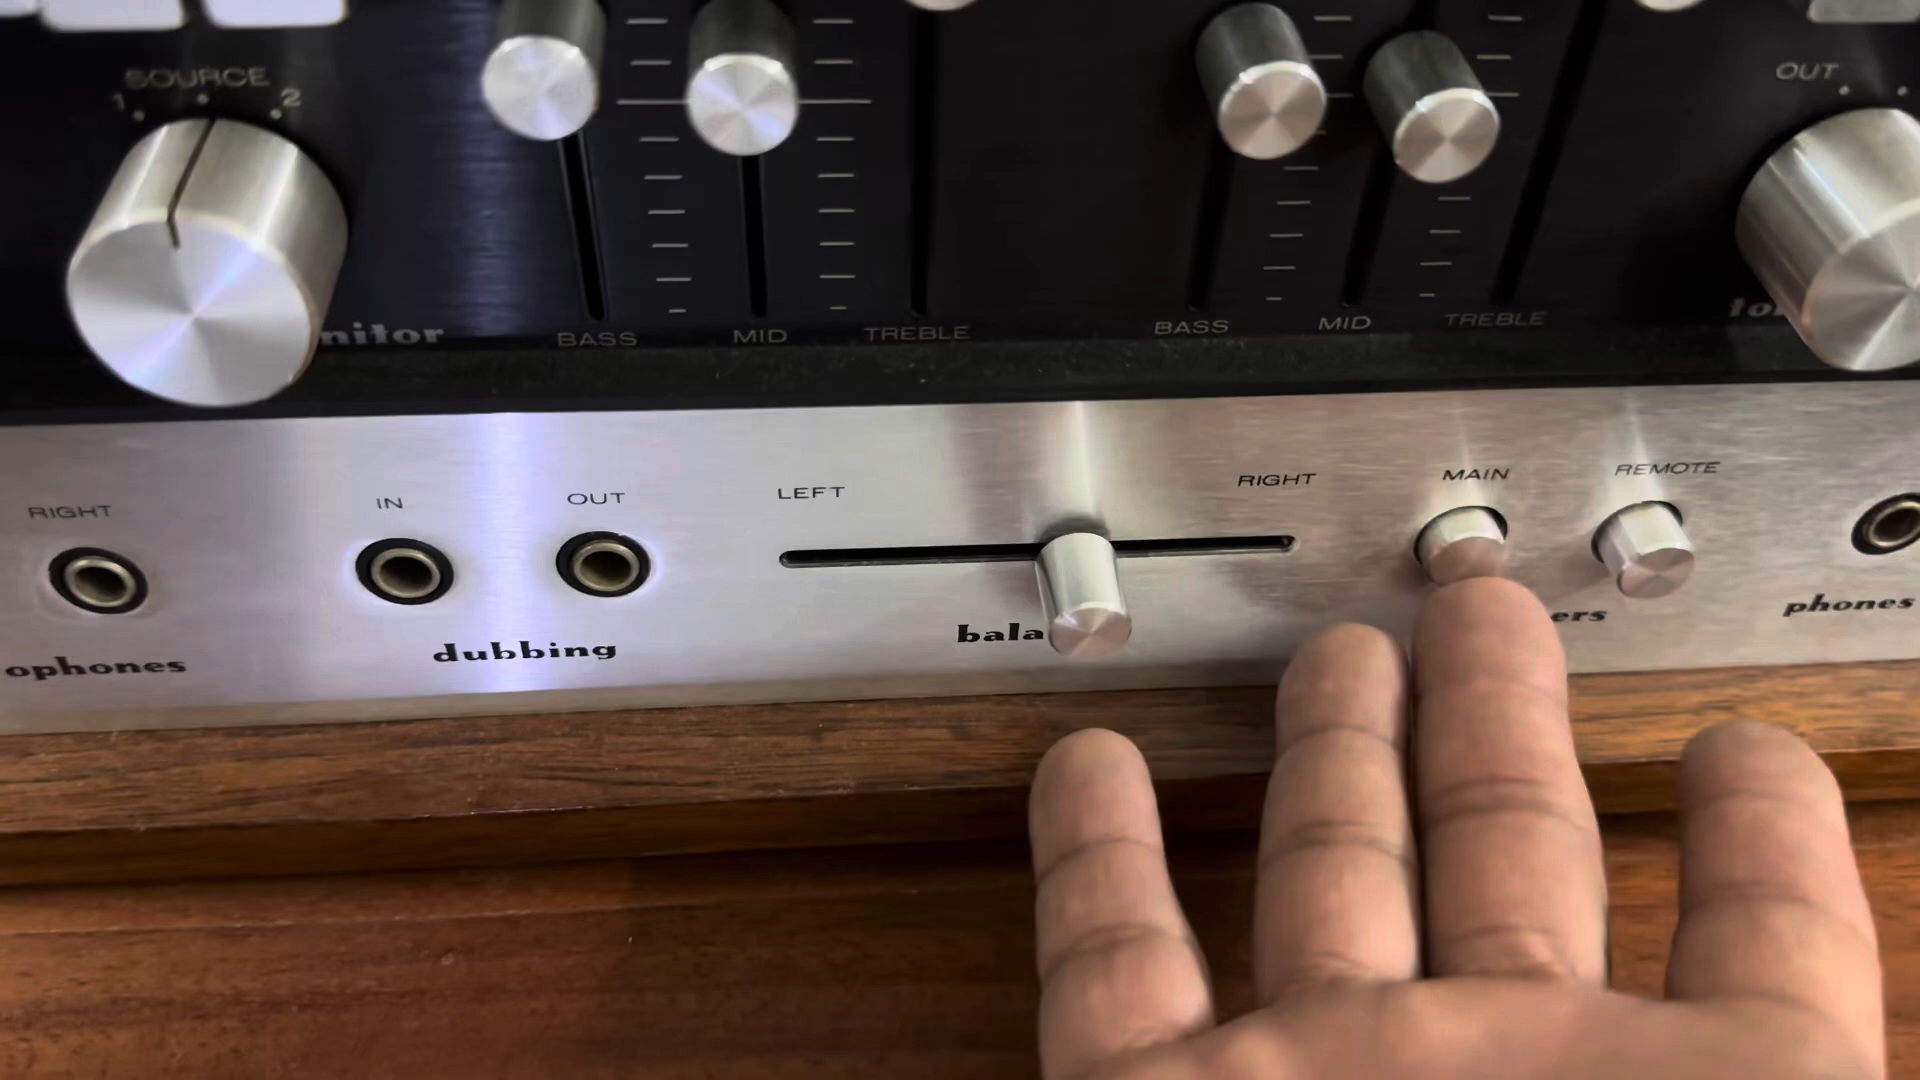 SOURCE
1 2
OUT
nitor
BASS MID TREBLE
BASS MID TREBLE
to
RIGHT
IN OUT
LEFT RIGHT
MAIN REMOTE
ophones
dubbing
bala
ers
phones